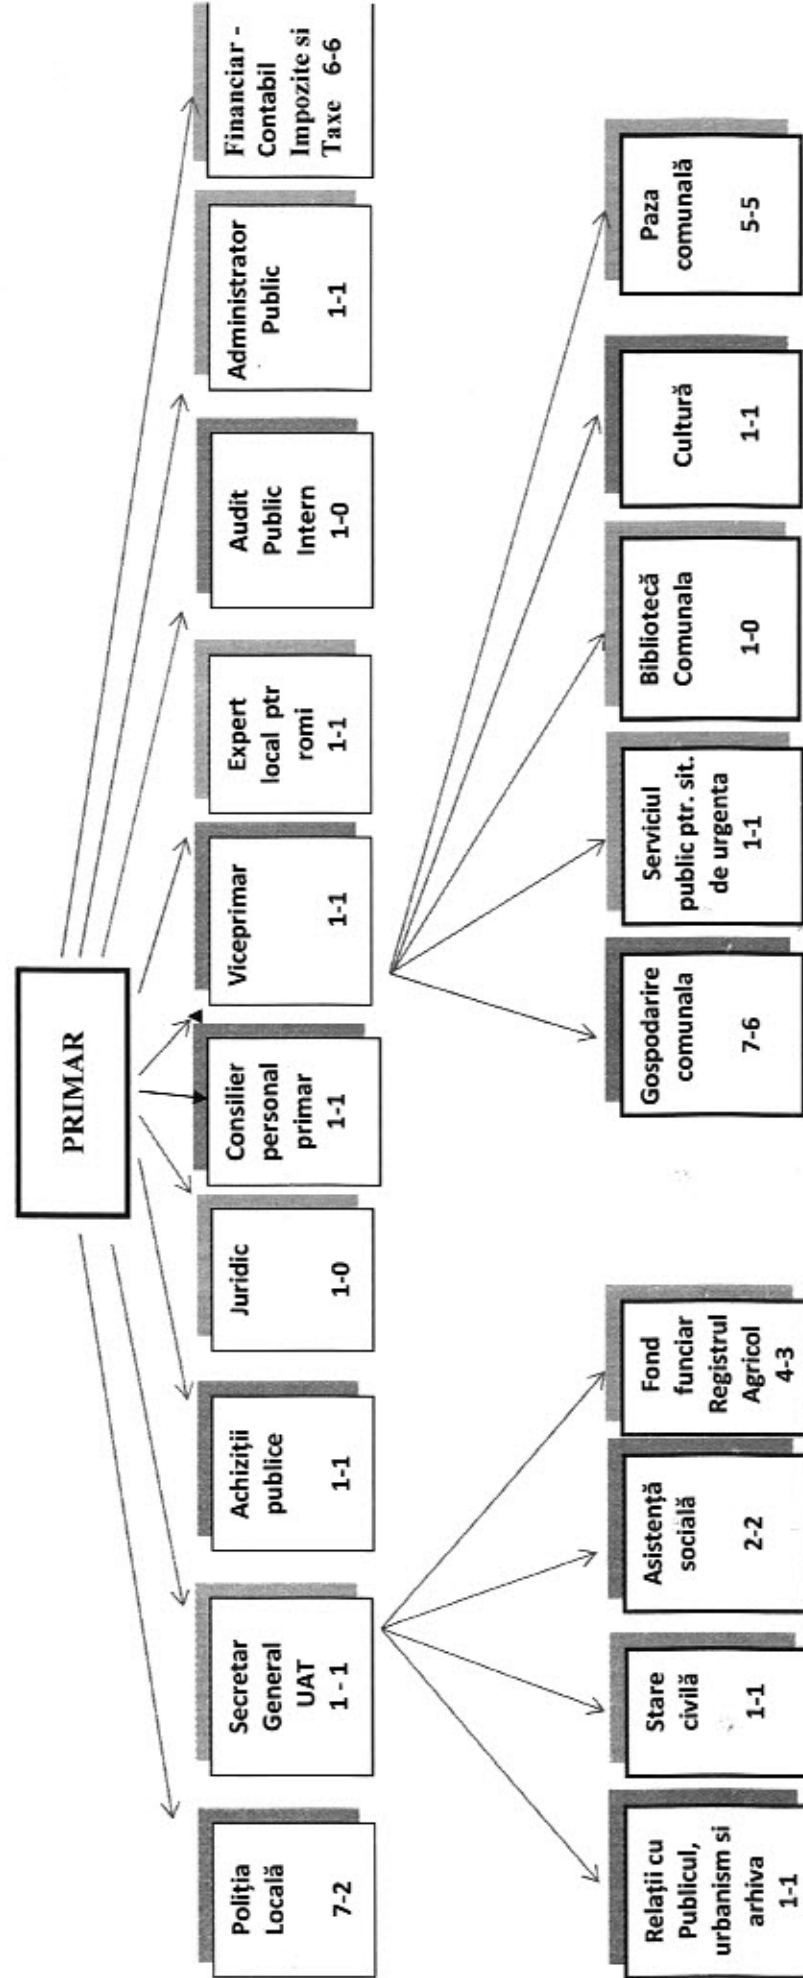 PRIMAR
Poliția
Locală
7-2
Secretar
General
UAT
1 - 1
Achiziții
publice
1-1
Juridic
1-0
Consilier
personal
primar
1-1
Viceprimar
1-1
Expert
local ptr
romi
1-1
Audit
Public
Intern
1-0
Administrator
Public
1-1
Financiar -
Contabil
Impozite si
Taxe 6-6
Relații cu
Publicul,
urbanism si
arhiva
1-1
Stare
civilă
1-1
Asistență
socială
2-2
Fond
funciar
Registrul
Agricol
4-3
Gospodarire
comunala
7-6
Serviciul
public ptr. sit.
de urgenta
1-1
Bibliotecă
Comunala
1-0
Cultură
1-1
Paza
comunală
5-5